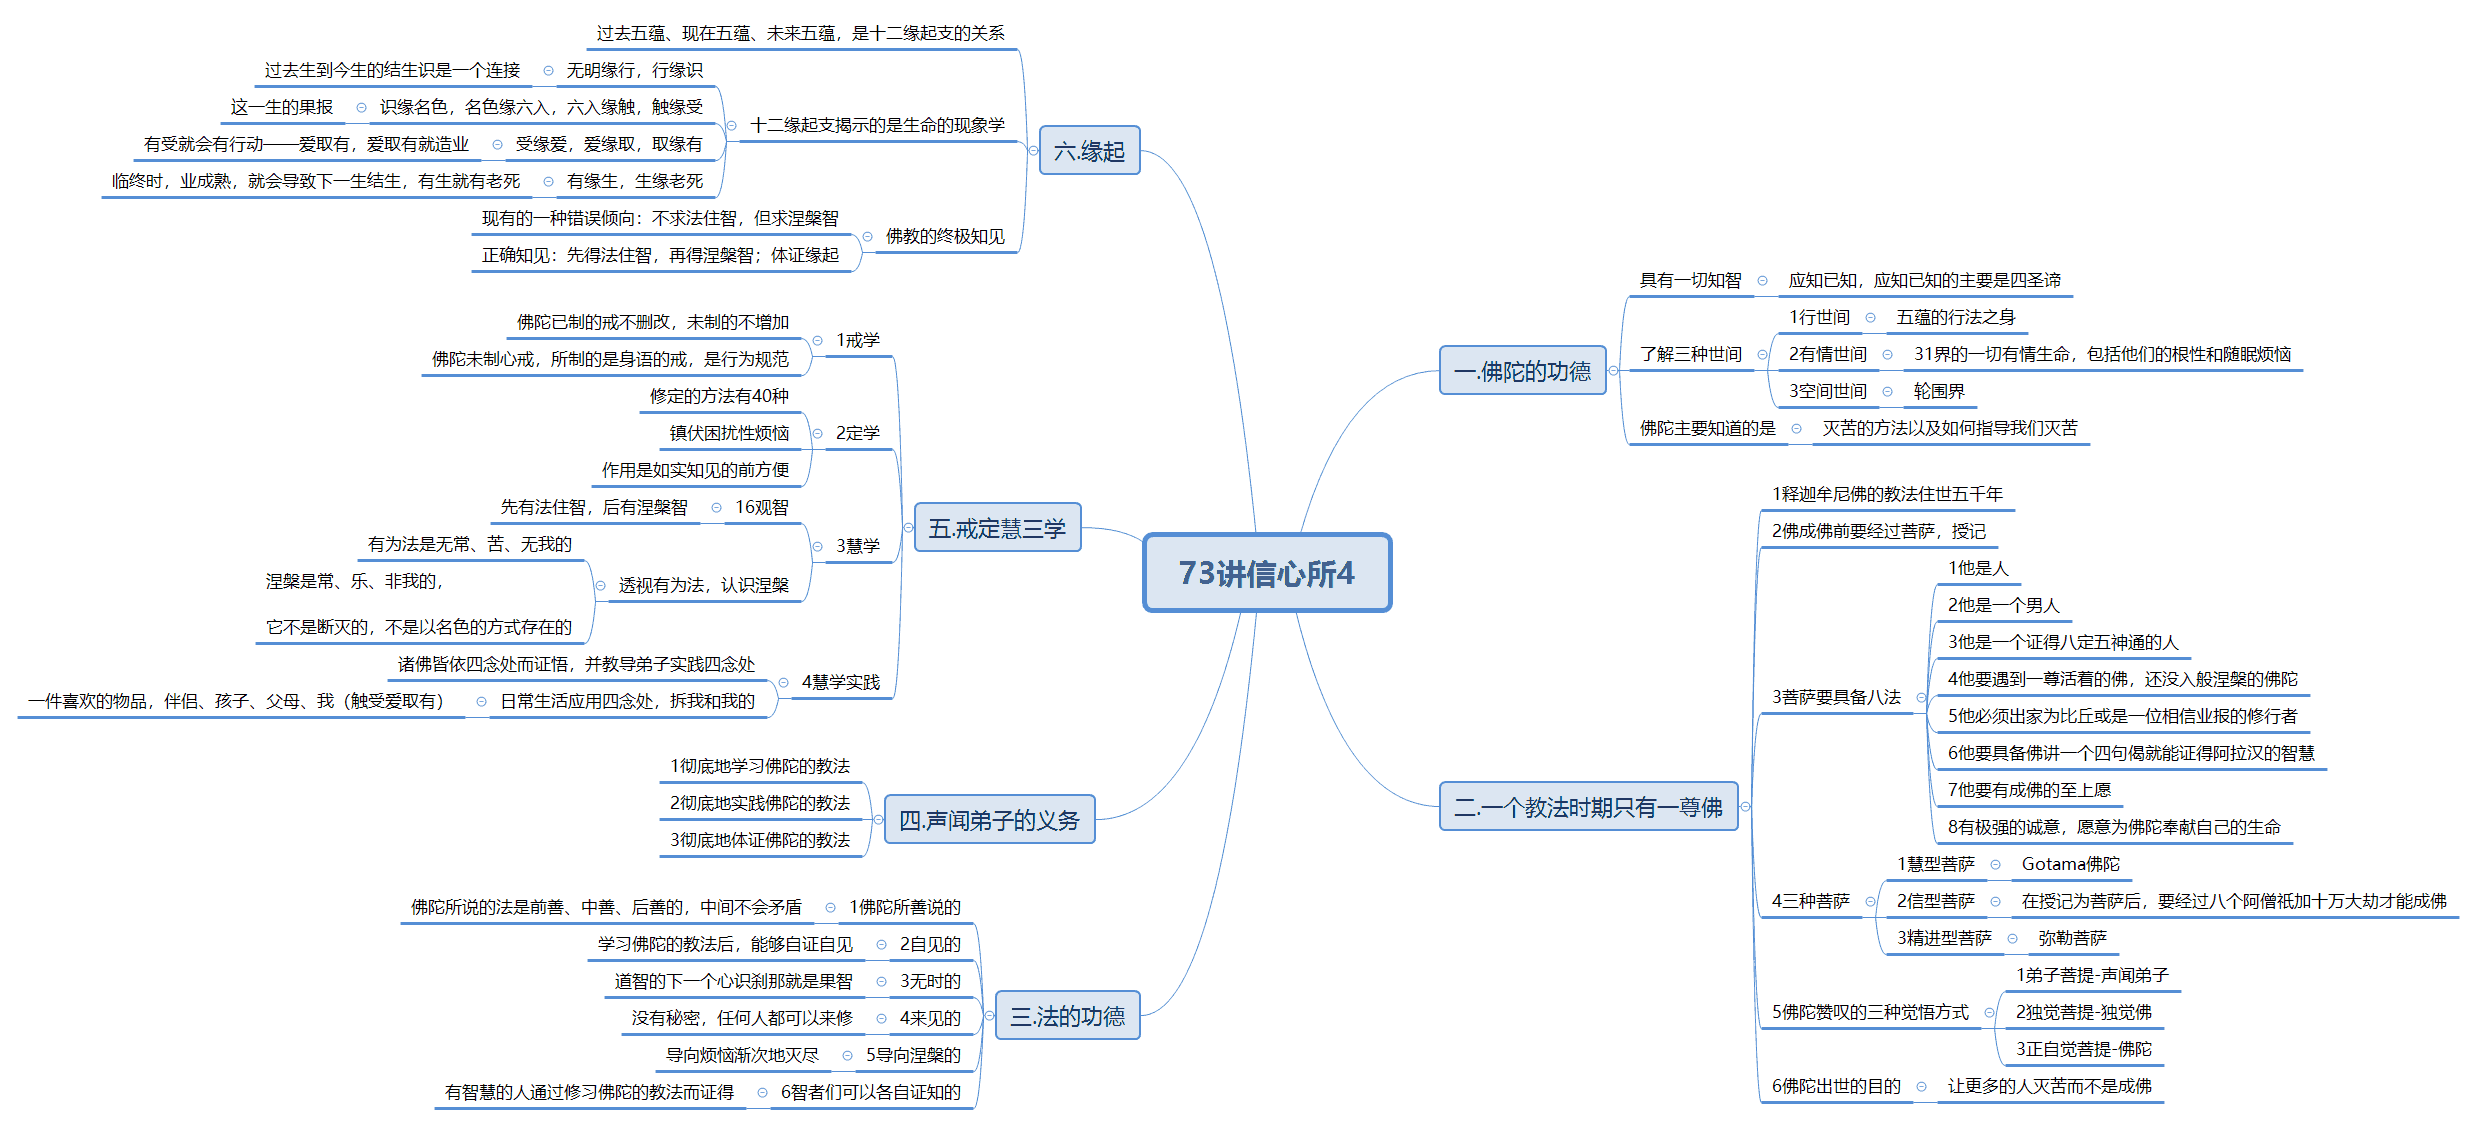 73讲信心所4
一.佛陀的功德
具有一切知智
应知已知，应知已知的主要是四圣谛
了解三种世间
1行世间
五蕴的行法之身
2有情世间
31界的一切有情生命，包括他们的根性和随眠烦恼
3空间世间
轮围界
佛陀主要知道的是
灭苦的方法以及如何指导我们灭苦
二.一个教法时期只有一尊佛
1释迦牟尼佛的教法住世五千年
2佛成佛前要经过菩萨，授记
3菩萨要具备八法
1他是人
2他是一个男人
3他是一个证得八定五神通的人
4他要遇到一尊活着的佛，还没入般涅槃的佛陀
5他必须出家为比丘或是一位相信业报的修行者
6他要具备佛讲一个四句偈就能证得阿拉汉的智慧
7他要有成佛的至上愿
8有极强的诚意，愿意为佛陀奉献自己的生命
4三种菩萨
1慧型菩萨
Gotama佛陀
2信型菩萨
在授记为菩萨后，要经过八个阿僧祇加十万大劫才能成佛
3精进型菩萨
弥勒菩萨
5佛陀赞叹的三种觉悟方式
1弟子菩提-声闻弟子
2独觉菩提-独觉佛
3正自觉菩提-佛陀
6佛陀出世的目的
让更多的人灭苦而不是成佛
三.法的功德
1佛陀所善说的
佛陀所说的法是前善、中善、后善的，中间不会矛盾
2自见的
学习佛陀的教法后，能够自证自见
3无时的
道智的下一个心识刹那就是果智
4来见的
没有秘密，任何人都可以来修
5导向涅槃的
导向烦恼渐次地灭尽
6智者们可以各自证知的
有智慧的人通过修习佛陀的教法而证得
四.声闻弟子的义务
1彻底地学习佛陀的教法
2彻底地实践佛陀的教法
3彻底地体证佛陀的教法
五.戒定慧三学
1戒学
佛陀已制的戒不删改，未制的不增加
佛陀未制心戒，所制的是身语的戒，是行为规范
2定学
修定的方法有40种
镇伏困扰性烦恼
作用是如实知见的前方便
3慧学
16观智
先有法住智，后有涅槃智
透视有为法，认识涅槃
有为法是无常、苦、无我的
涅槃是常、乐、非我的，
它不是断灭的，不是以名色的方式存在的
4慧学实践
诸佛皆依四念处而证悟，并教导弟子实践四念处
日常生活应用四念处，拆我和我的
一件喜欢的物品，伴侣、孩子、父母、我（触受爱取有）
六.缘起
过去五蕴、现在五蕴、未来五蕴，是十二缘起支的关系
十二缘起支揭示的是生命的现象学
无明缘行，行缘识
过去生到今生的结生识是一个连接
识缘名色，名色缘六入，六入缘触，触缘受
这一生的果报
受缘爱，爱缘取，取缘有
有受就会有行动——爱取有，爱取有就造业
有缘生，生缘老死
临终时，业成熟，就会导致下一生结生，有生就有老死
佛教的终极知见
现有的一种错误倾向：不求法住智，但求涅槃智
正确知见：先得法住智，再得涅槃智；体证缘起